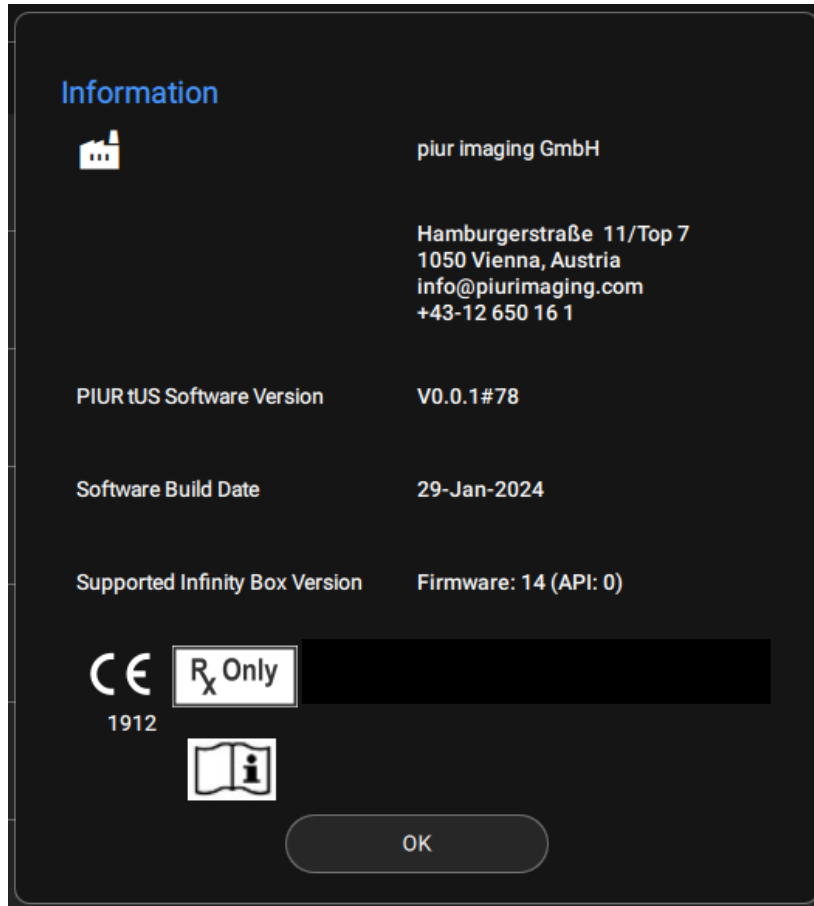 Information
piur imaging GmbH
Hamburgerstraße 11/Top 7
1050 Vienna, Austria
info@piurimaging.com
+43-12 650 16 1
PIUR tUS Software Version V0.0.1#78
Software Build Date 29-Jan-2024
Supported Infinity Box Version Firmware: 14 (API: 0)
CE Rx Only
1912
i
OK